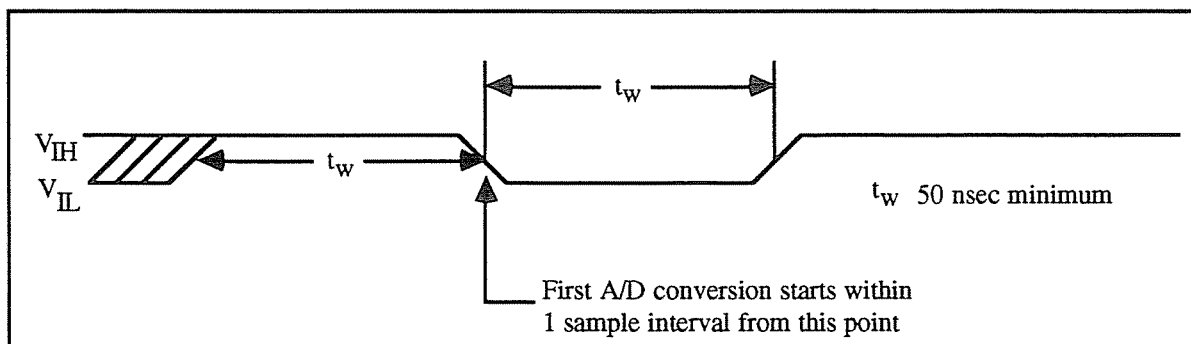 t_w
V_IH
t_w
V_IL
t_w 50 nsec minimum
First A/D conversion starts within
1 sample interval from this point